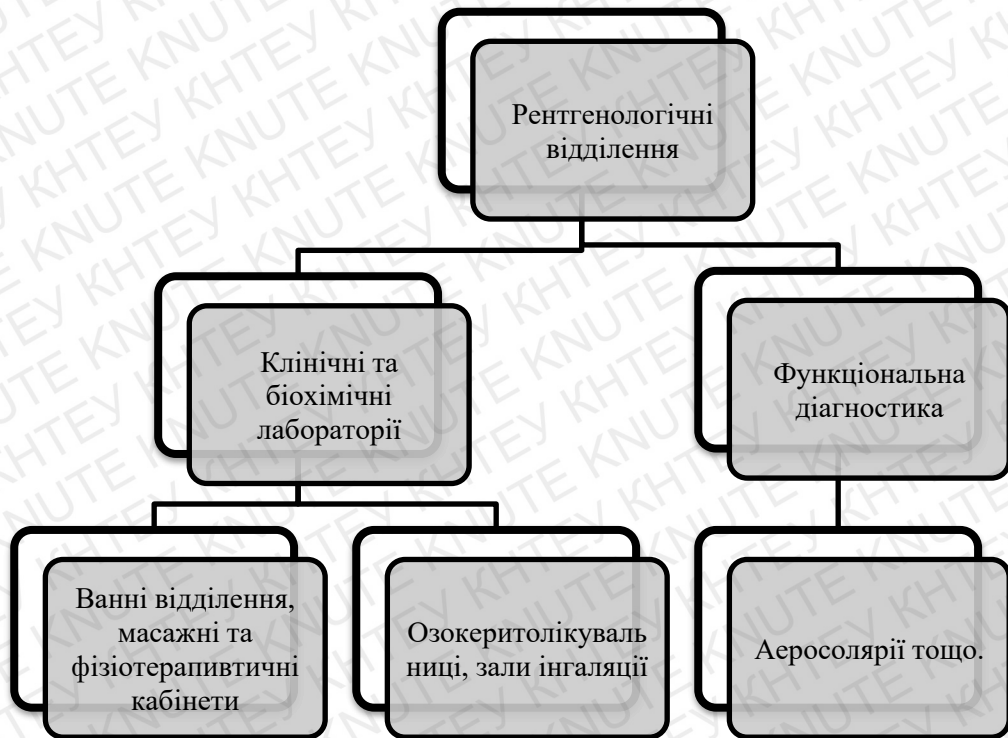 Рентгенологічні
відділення
Клінічні та
біохімічні
лабораторії
Функціональна
діагностика
Ванні відділення,
масажні та
фізіотерапивтичні
кабінети
Озокеритолікуваль
ниці, зали інгаляції
Аеросолярії тощо.